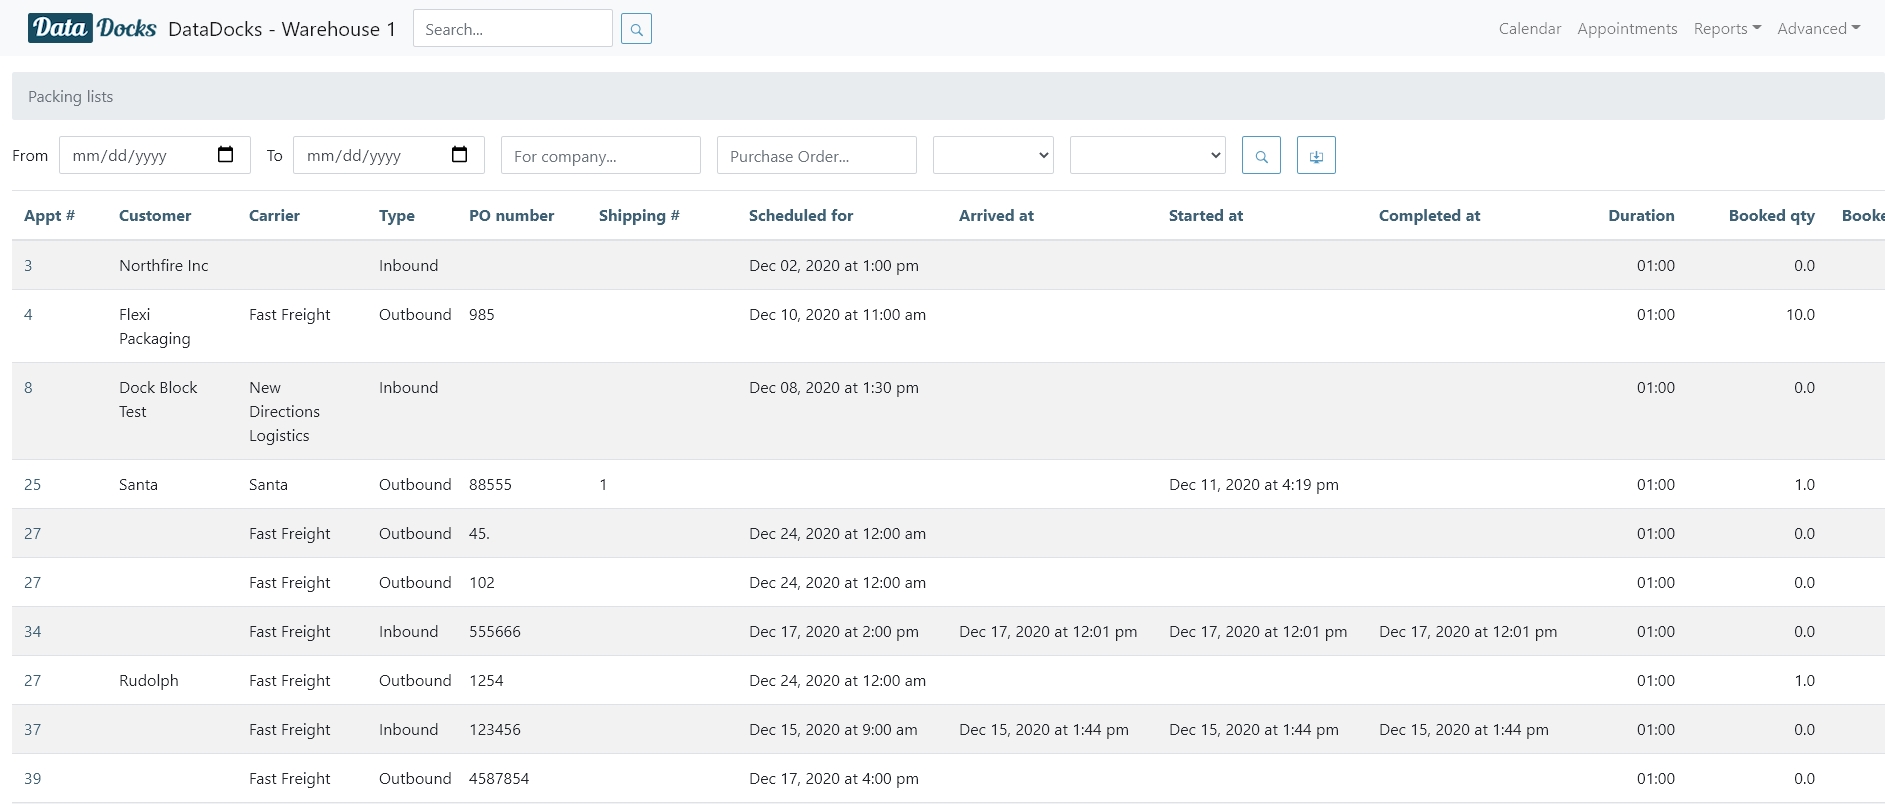 Data Docks DataDocks - Warehouse 1 Search... Calendar Appointments Reports Advanced
Packing lists
From mm/dd/yyyy To mm/dd/yyyy For company... Purchase Order...
Appt # Customer Carrier Type PO number Shipping # Scheduled for Arrived at Started at Completed at Duration Booked qty Booke
3 Northfire Inc Inbound Dec 02, 2020 at 1:00 pm 01:00 0.0
4 Flexi Fast Freight Outbound 985 Dec 10, 2020 at 11:00 am 01:00 10.0
Packaging
8 Dock Block New Inbound Dec 08, 2020 at 1:30 pm 01:00 0.0
Test Directions
Logistics
25 Santa Santa Outbound 88555 1 Dec 11, 2020 at 4:19 pm 01:00 1.0
27 Fast Freight Outbound 45. Dec 24, 2020 at 12:00 am 01:00 0.0
27 Fast Freight Outbound 102 Dec 24, 2020 at 12:00 am 01:00 0.0
34 Fast Freight Inbound 555666 Dec 17, 2020 at 2:00 pm Dec 17, 2020 at 12:01 pm Dec 17, 2020 at 12:01 pm Dec 17, 2020 at 12:01 pm 01:00 0.0
27 Rudolph Fast Freight Outbound 1254 Dec 24, 2020 at 12:00 am 01:00 1.0
37 Fast Freight Inbound 123456 Dec 15, 2020 at 9:00 am Dec 15, 2020 at 1:44 pm Dec 15, 2020 at 1:44 pm Dec 15, 2020 at 1:44 pm 01:00 0.0
39 Fast Freight Outbound 4587854 Dec 17, 2020 at 4:00 pm 01:00 0.0